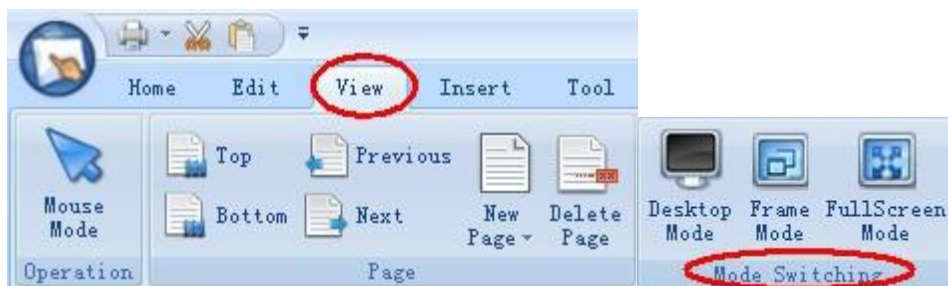 Home Edit View Insert Tool
Top Previous
Bottom Next
Mouse Mode
New Page
Delete Page
Desktop Mode
Frame Mode
FullScreen Mode
Operation Page Mode Switching